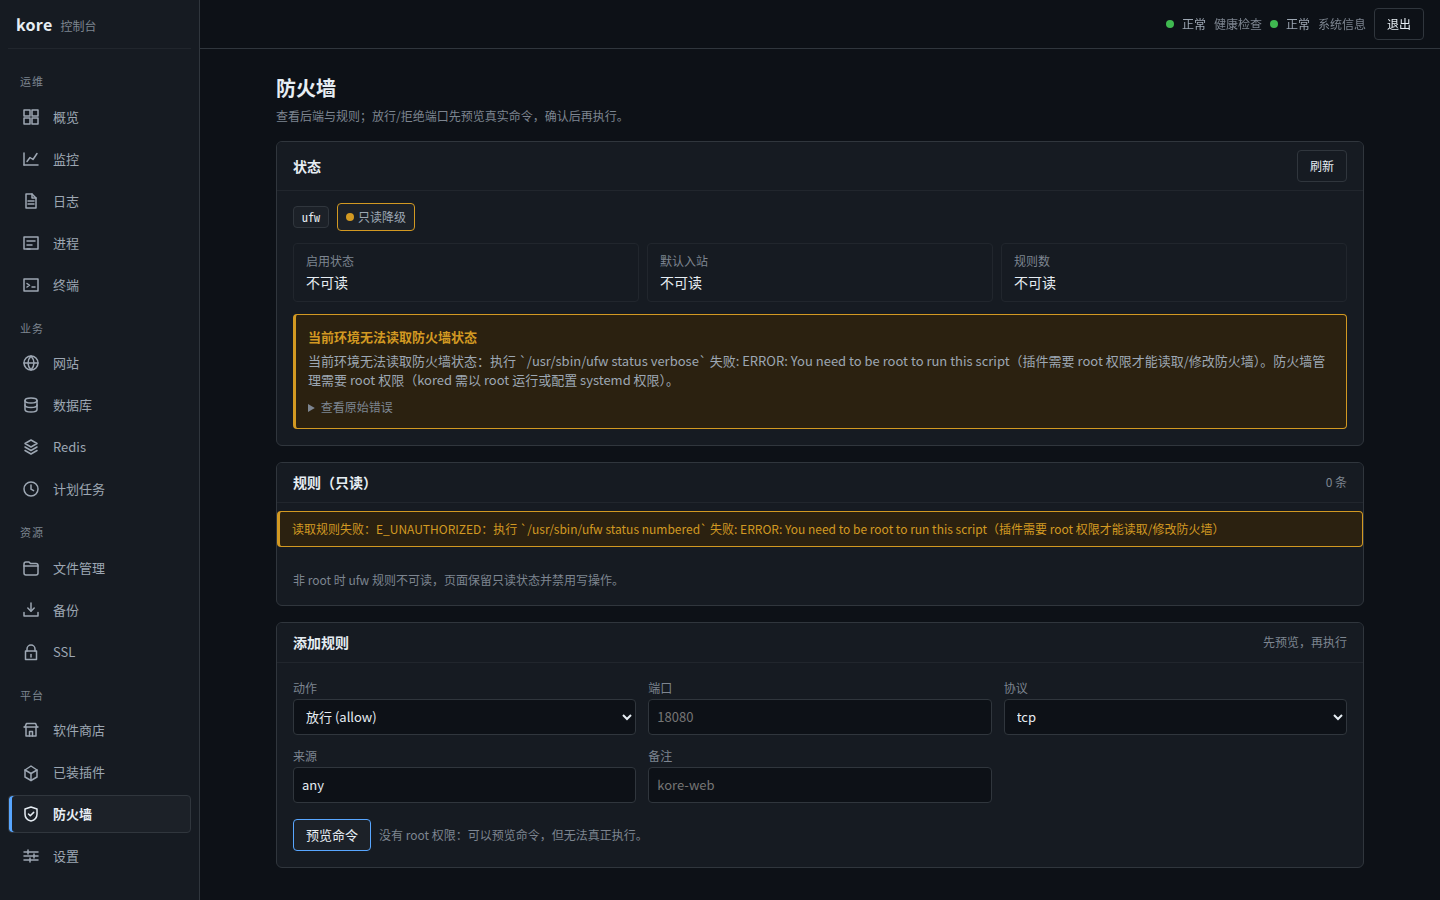 kore 控制台
正常 健康检查 正常 系统信息 退出
运维
概览
监控
日志
进程
终端
业务
网站
数据库
Redis
计划任务
资源
文件管理
备份
SSL
平台
软件商店
已装插件
防火墙
设置
防火墙
查看后端与规则；放行/拒绝端口先预览真实命令，确认后再执行。
状态
刷新
ufw 只读降级
启用状态
不可读
默认入站
不可读
规则数
不可读
当前环境无法读取防火墙状态
当前环境无法读取防火墙状态：执行 `/usr/sbin/ufw status verbose` 失败: ERROR: You need to be root to run this script（插件需要 root 权限才能读取/修改防火墙）。防火墙管
理需要 root 权限（kored 需以 root 运行或配置 systemd 权限）。
▶ 查看原始错误
规则（只读）
0 条
读取规则失败：E_UNAUTHORIZED：执行 `/usr/sbin/ufw status numbered` 失败: ERROR: You need to be root to run this script（插件需要 root 权限才能读取/修改防火墙）
非 root 时 ufw 规则不可读，页面保留只读状态并禁用写操作。
添加规则
先预览，再执行
动作
放行 (allow)
端口
18080
协议
tcp
来源
any
备注
kore-web
预览命令 没有 root 权限：可以预览命令，但无法真正执行。